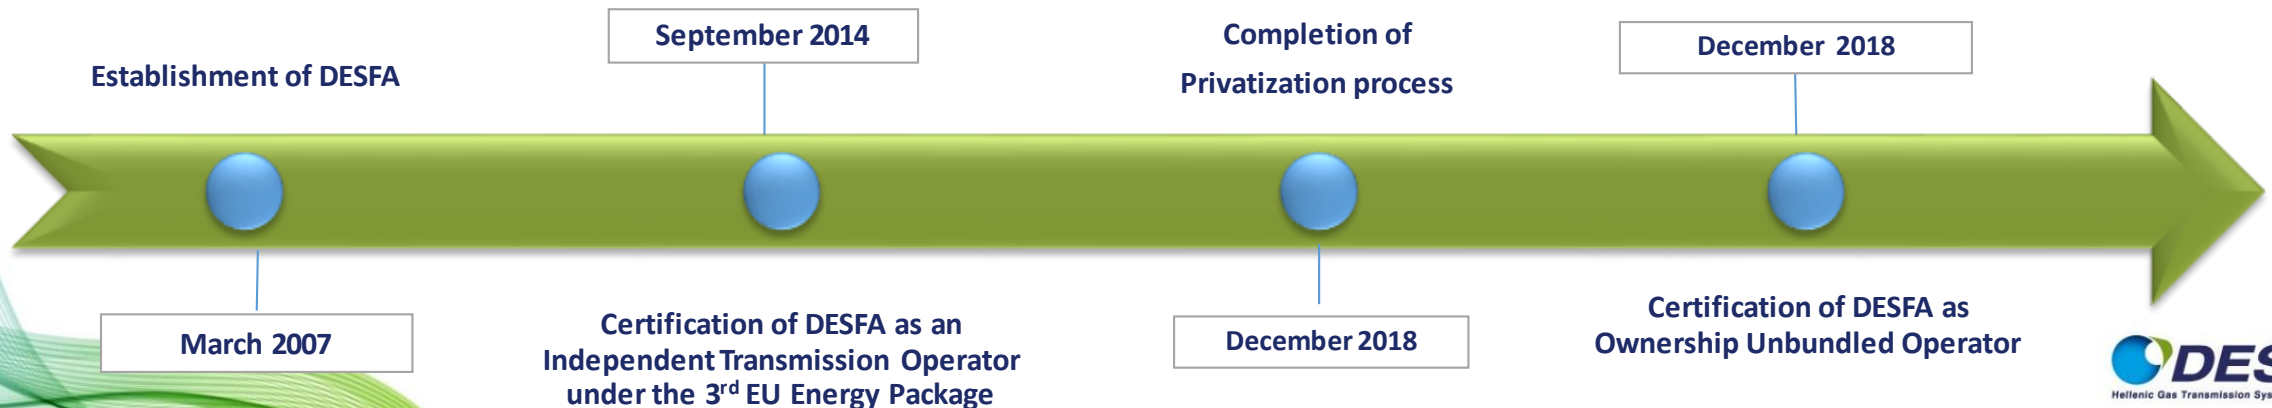 Establishment of DESFA
March 2007
September 2014
Certification of DESFA as an
Independent Transmission Operator
under the 3rd EU Energy Package
Completion of
Privatization process
December 2018
December 2018
Certification of DESFA as
Ownership Unbundled Operator
Hellenic Gas Transmission